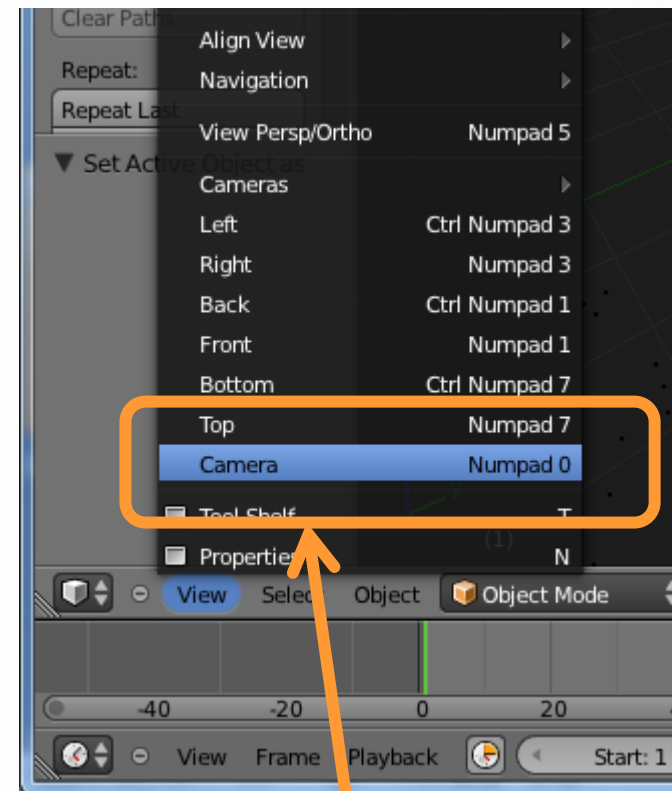 Clear Paths
Align View
Repeat:
Navigation
Repeat Last
View Persp/Ortho Numpad 5
Set Active Object as
Cameras
Left Ctrl Numpad 3
Right Numpad 3
Back Ctrl Numpad 1
Front Numpad 1
Bottom Ctrl Numpad 7
Top Numpad 7
Camera Numpad 0
Tool Shelf T
(1)
Properties N
View Select Object Object Mode
-40 -20 0 20
View Frame Playback Start: 1